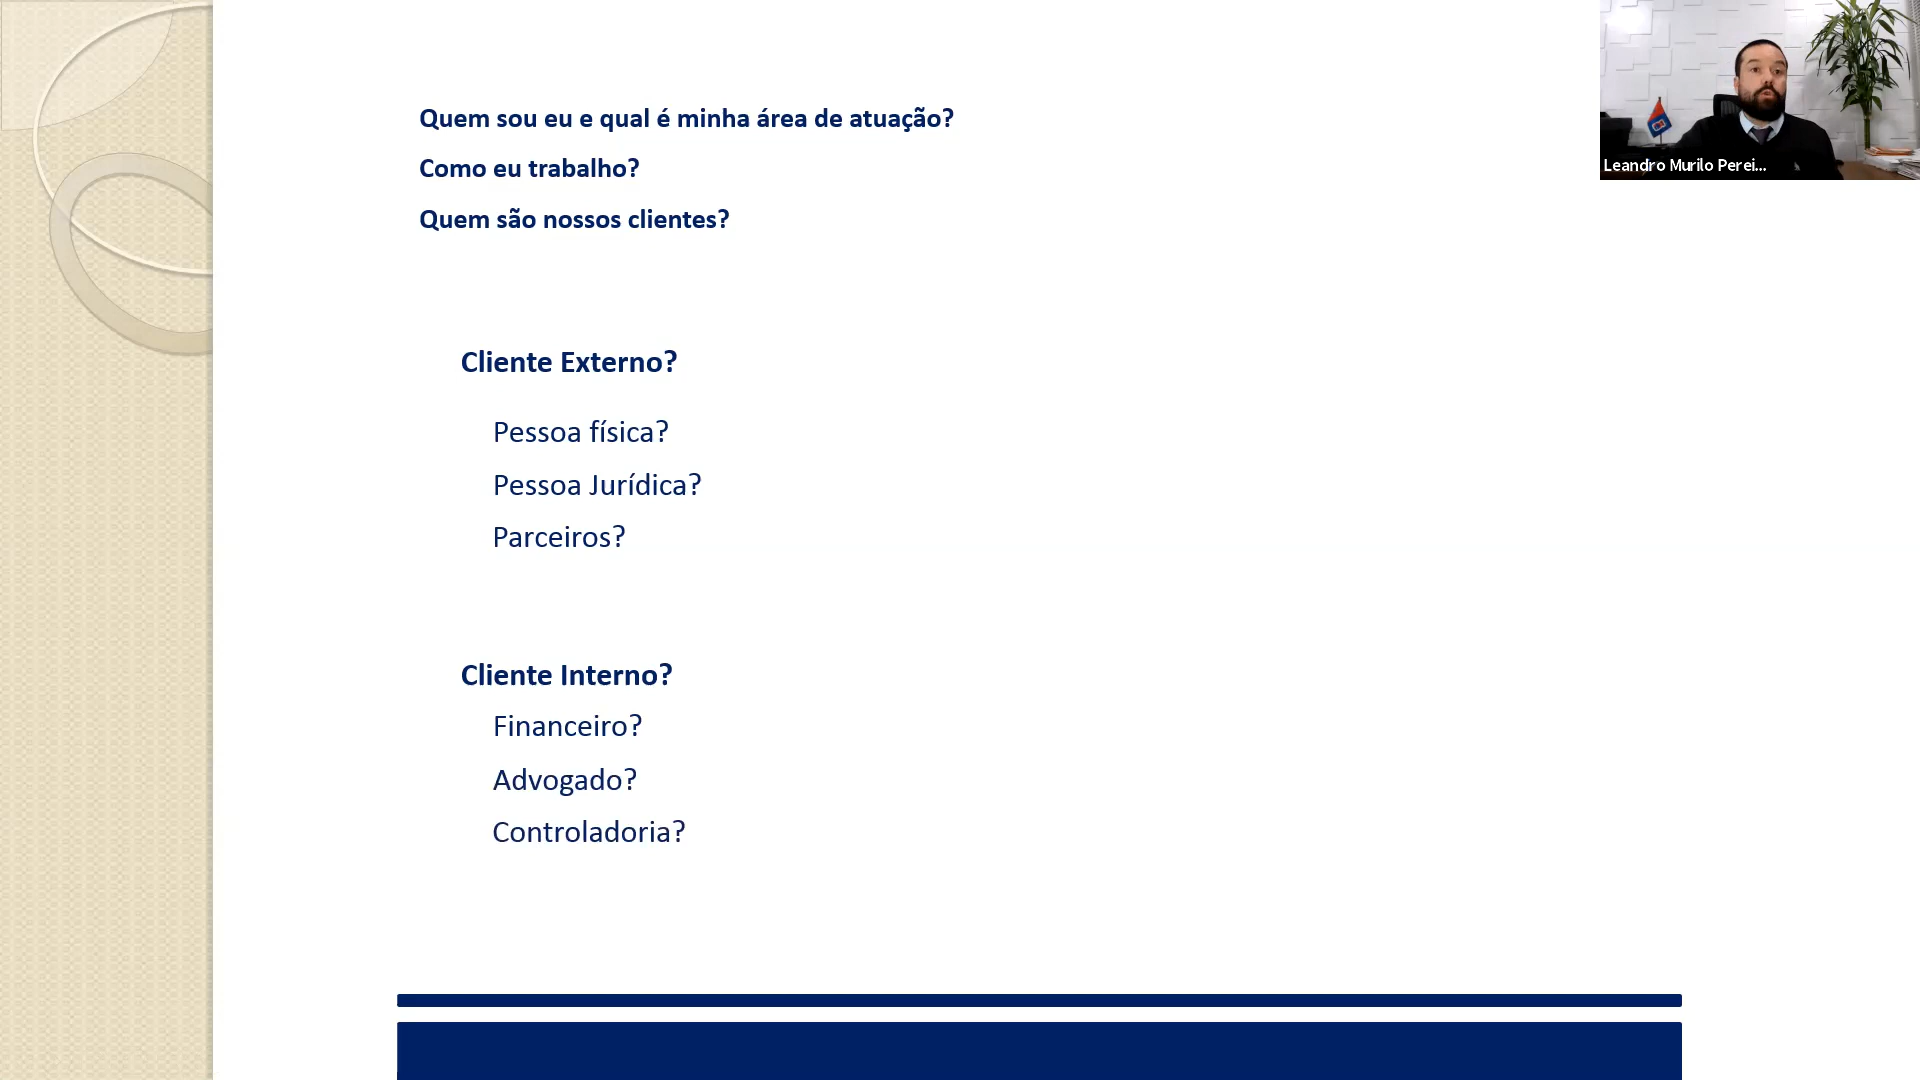 Quem sou eu e qual é minha área de atuação?
Como eu trabalho?
Quem são nossos clientes?
Cliente Externo?
Pessoa física?
Pessoa Jurídica?
Parceiros?
Cliente Interno?
Financeiro?
Advogado?
Controladoria?
Leandro Murilo Perei...